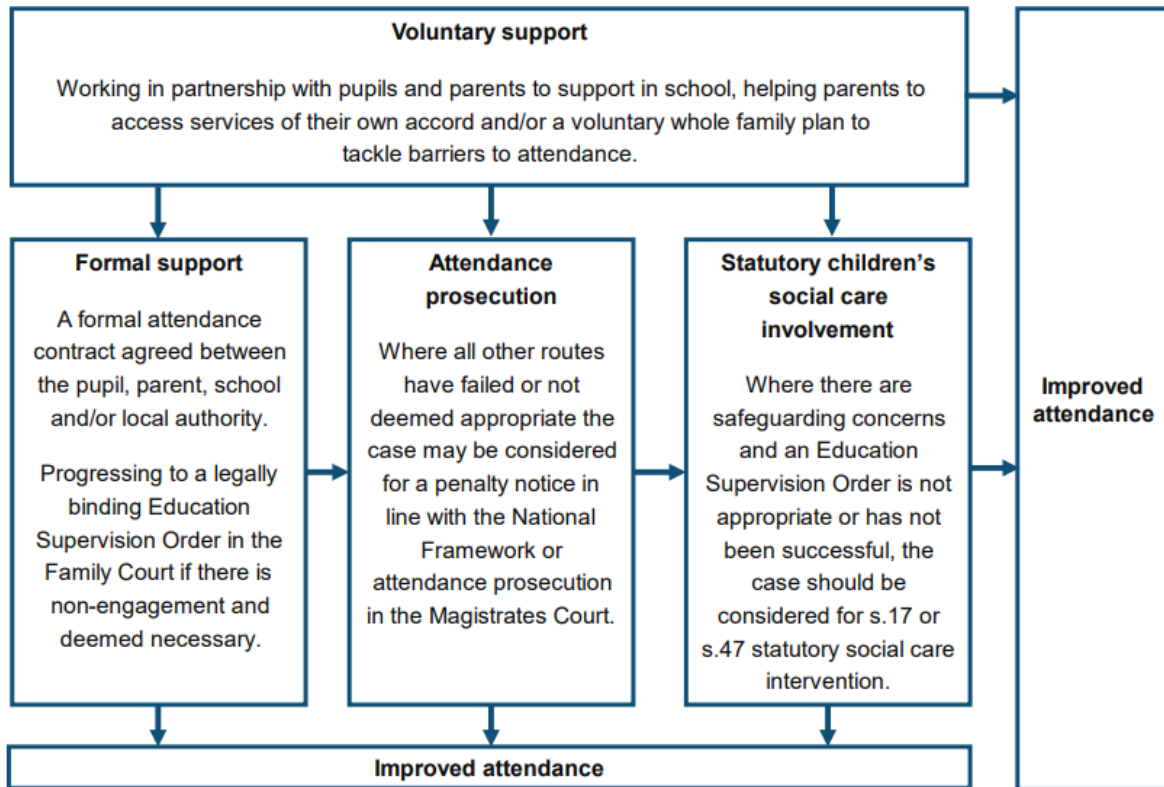 Voluntary support
Working in partnership with pupils and parents to support in school, helping parents to
access services of their own accord and/or a voluntary whole family plan to
tackle barriers to attendance.
Formal support
A formal attendance
contract agreed between
the pupil, parent, school
and/or local authority.
Progressing to a legally
binding Education
Supervision Order in the
Family Court if there is
non-engagement and
deemed necessary.
Attendance
prosecution
Where all other routes
have failed or not
deemed appropriate the
case may be considered
for a penalty notice in
line with the National
Framework or
attendance prosecution
in the Magistrates Court.
Statutory children’s
social care
involvement
Where there are
safeguarding concerns
and an Education
Supervision Order is not
appropriate or has not
been successful, the
case should be
considered for s.17 or
s.47 statutory social care
intervention.
Improved
attendance
Improved attendance